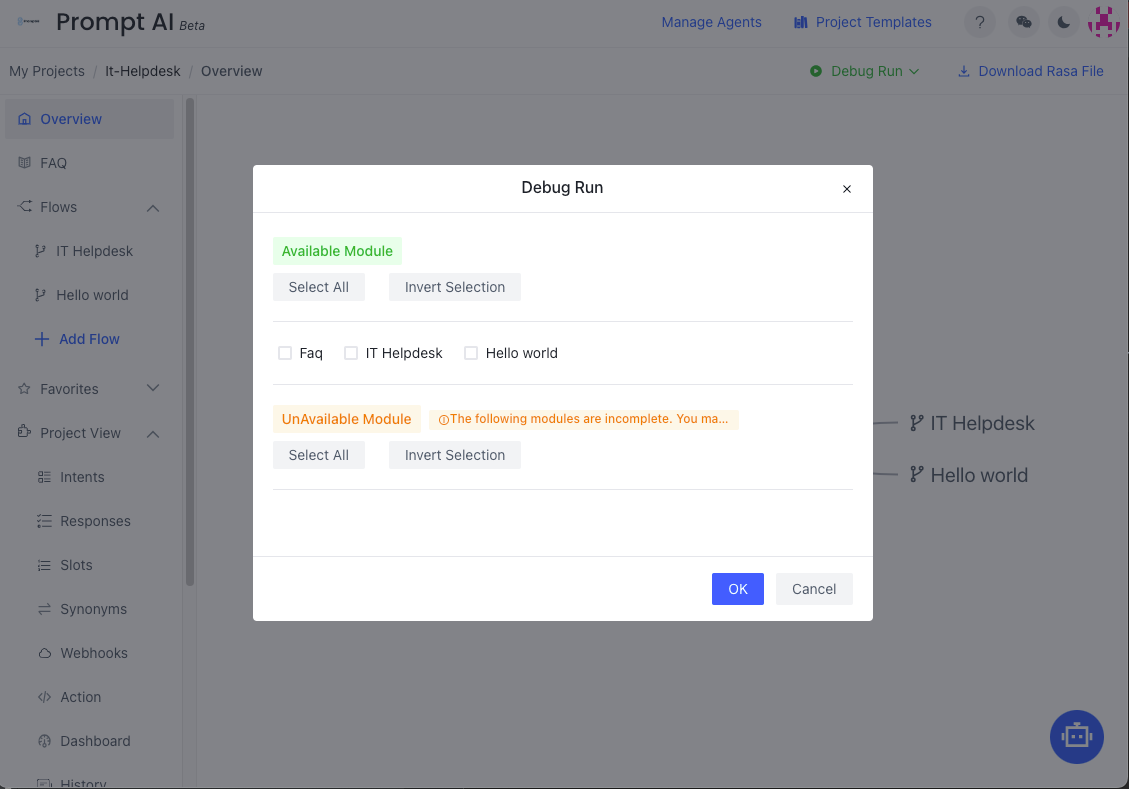 Prompt AI Beta
Manage Agents
Project Templates
?
My Projects / It-Helpdesk / Overview
Debug Run
Download Rasa File
Overview
FAQ
Flows
IT Helpdesk
Hello world
Add Flow
Favorites
Project View
Intents
Responses
Slots
Synonyms
Webhooks
Action
Dashboard
History
Debug Run
Available Module
Select All
Invert Selection
Faq
IT Helpdesk
Hello world
UnAvailable Module
The following modules are incomplete. You ma...
Select All
Invert Selection
OK
Cancel
IT Helpdesk
Hello world